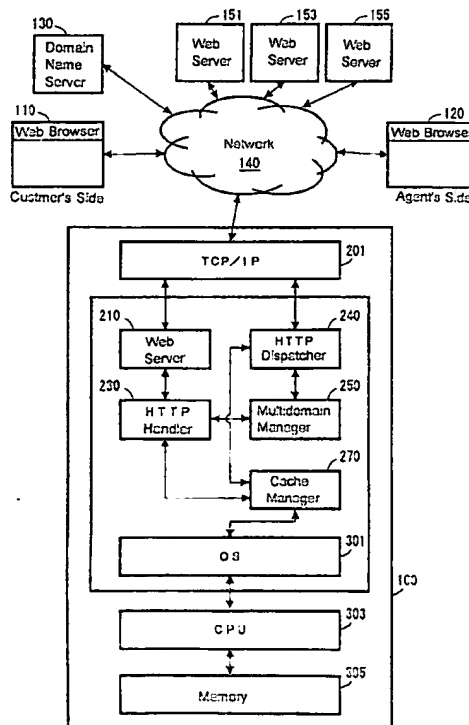 130
151
153
155
Domain
Name
Server
Web
Server
Web
Server
Web
Server
110
120
Web Browser
Network
140
Web Browser
Custmer's Side
Agent's Side
201
TCP/IP
210
240
Web
Server
HTTP
Dispatcher
230
250
HTTP
Handler
Multidomain
Manager
270
Cache
Manager
301
OS
100
303
CPU
305
Memory